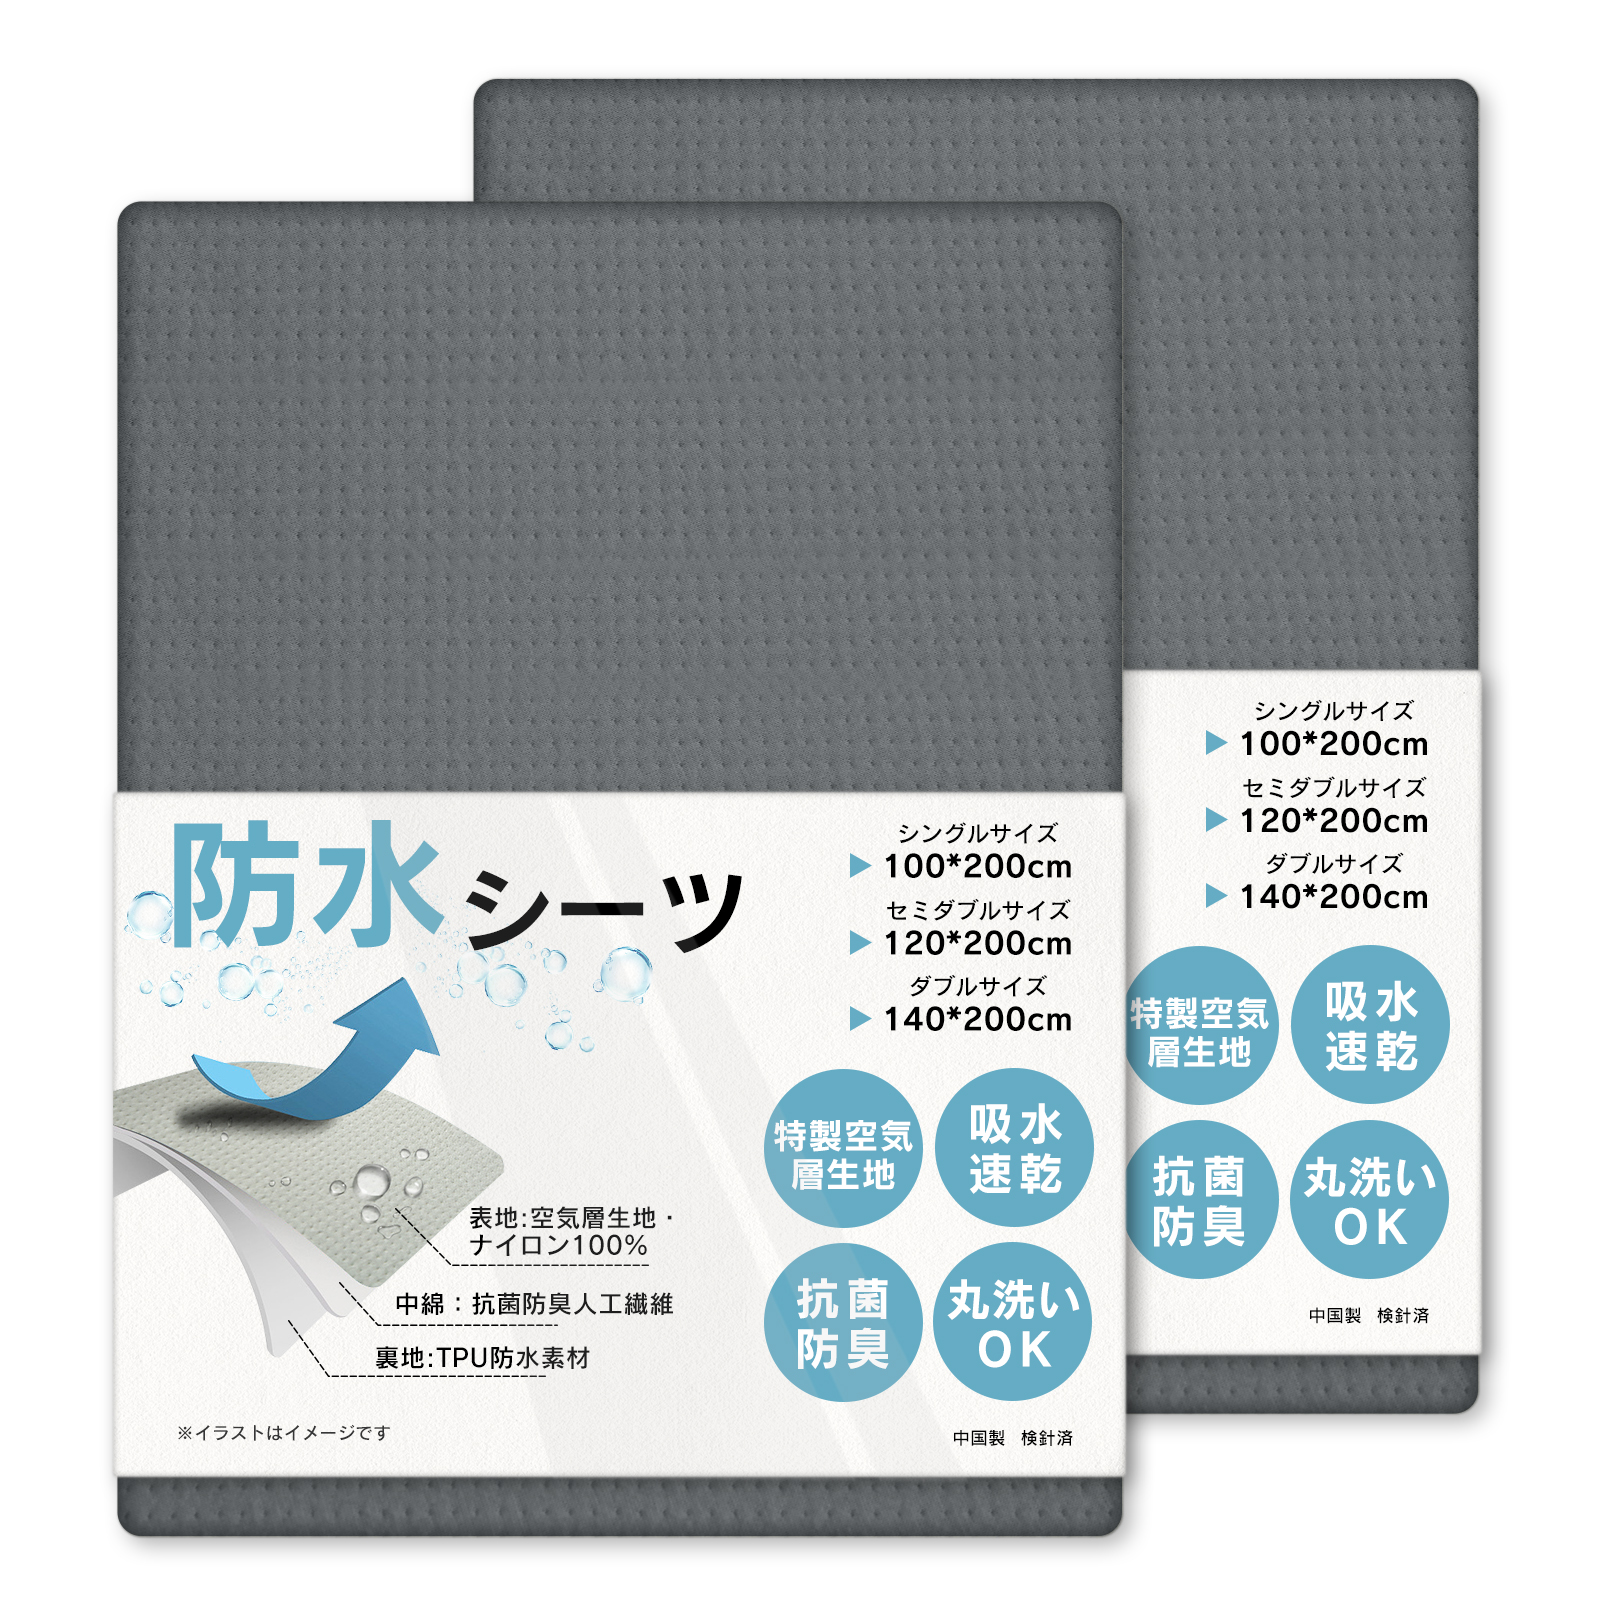 防水シーツ
シングルサイズ
100*200cm
セミダブルサイズ
120*200cm
ダブルサイズ
140*200cm
特製空気
層生地
吸水
速乾
抗菌
防臭
丸洗い
OK
表地:空気層生地・
ナイロン100%
中綿：抗菌防臭人工繊維
裏地:TPU防水素材
※イラストはイメージです
中国製 検針済
シングルサイズ
100*200cm
セミダブルサイズ
120*200cm
ダブルサイズ
140*200cm
特製空気
層生地
吸水
速乾
抗菌
防臭
丸洗い
OK
中国製 検針済